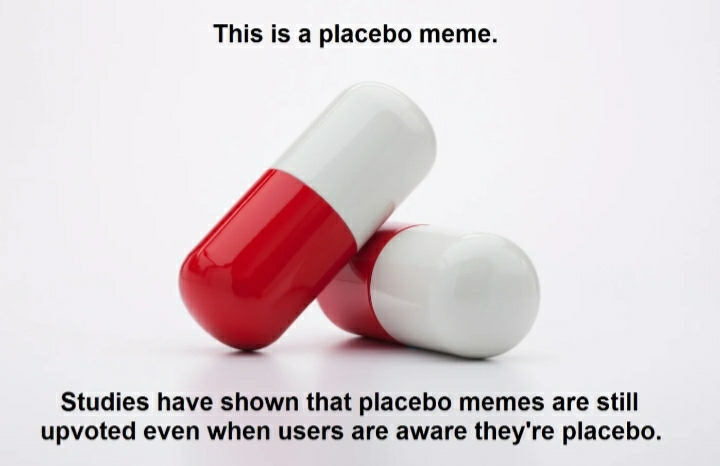 This is a placebo meme.
Studies have shown that placebo memes are still
upvoted even when users are aware they're placebo.